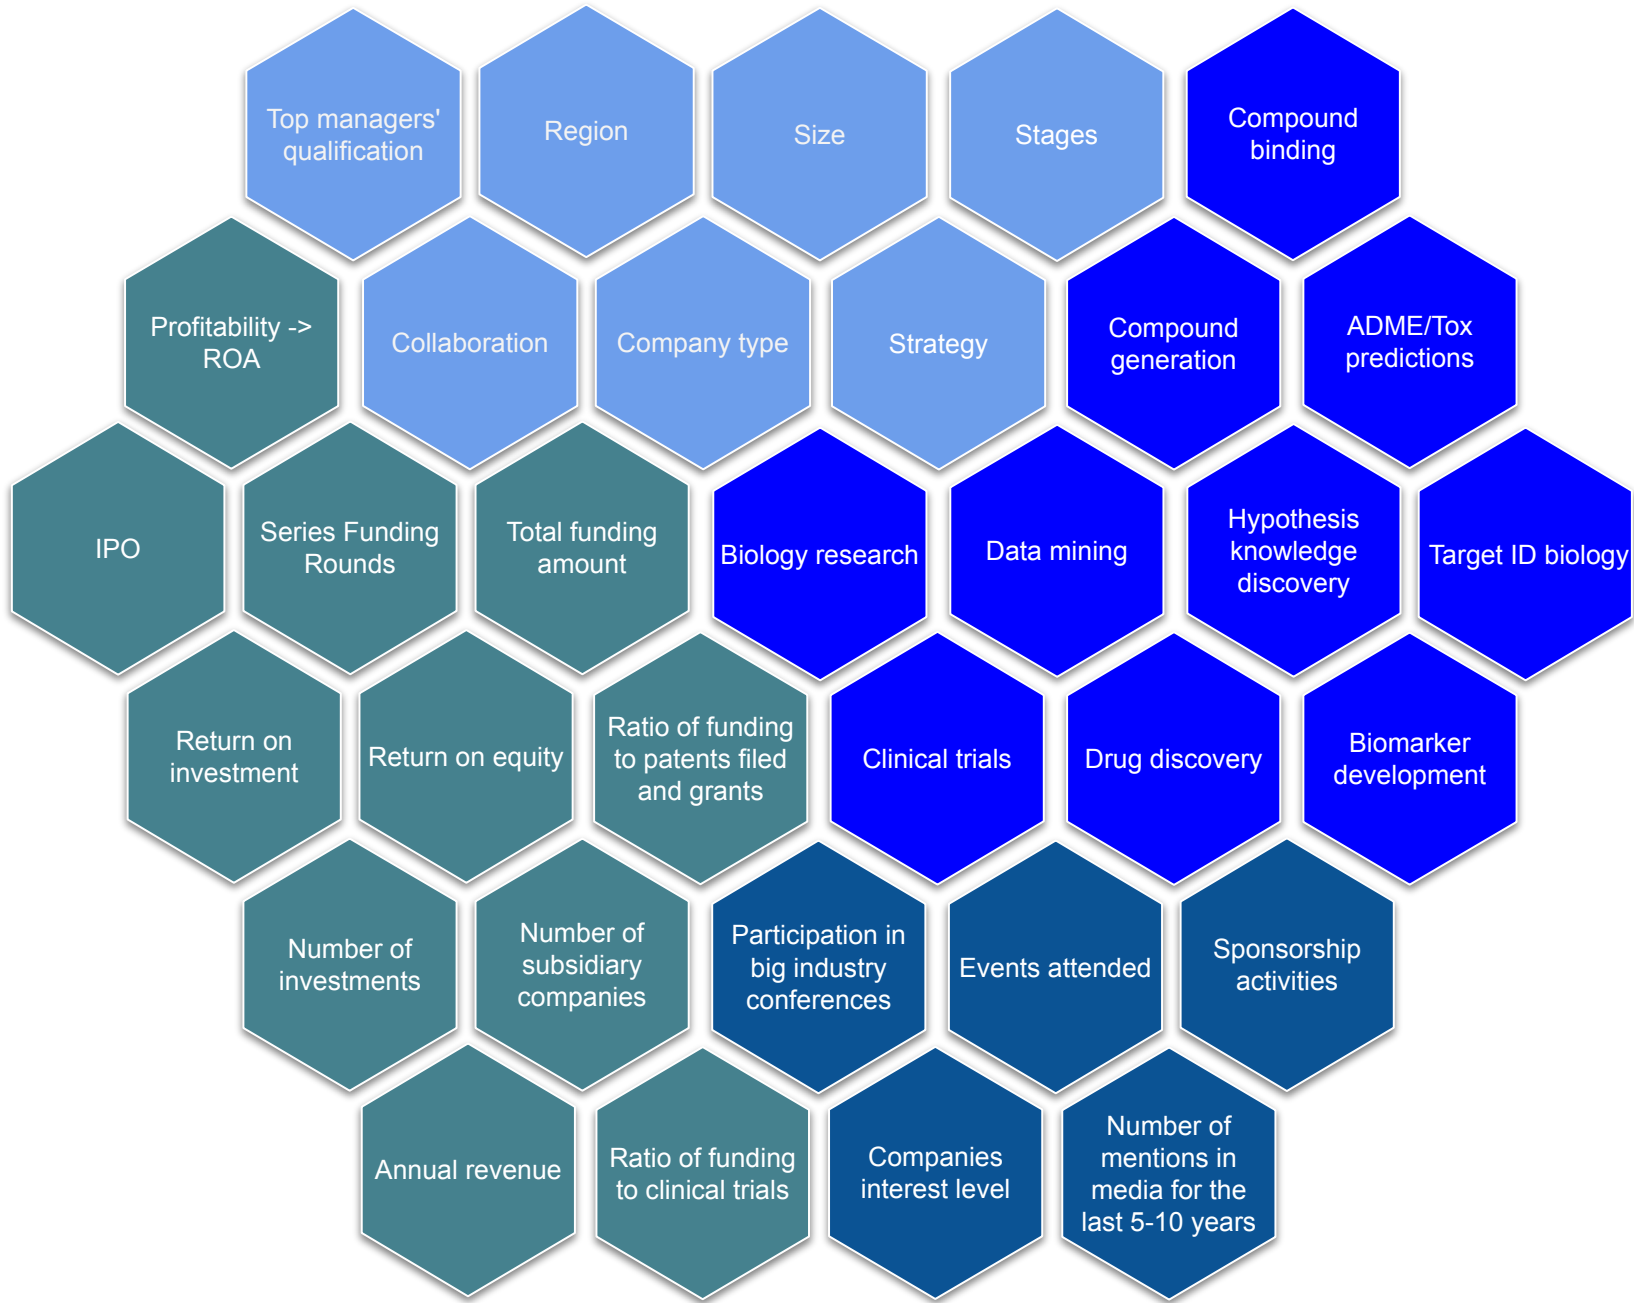 Top managers'
qualification
Region
Size
Stages
Compound
binding
Profitability ->
ROA
Collaboration
Company type
Strategy
Compound
generation
ADME/Tox
predictions
IPO
Series Funding
Rounds
Total funding
amount
Biology research
Data mining
Hypothesis
knowledge
discovery
Target ID biology
Return on
investment
Return on equity
Ratio of funding
to patents filed
and grants
Clinical trials
Drug discovery
Biomarker
development
Number of
investments
Number of
subsidiary
companies
Participation in
big industry
conferences
Events attended
Sponsorship
activities
Annual revenue
Ratio of funding
to clinical trials
Companies
interest level
Number of
mentions in
media for the
last 5-10 years